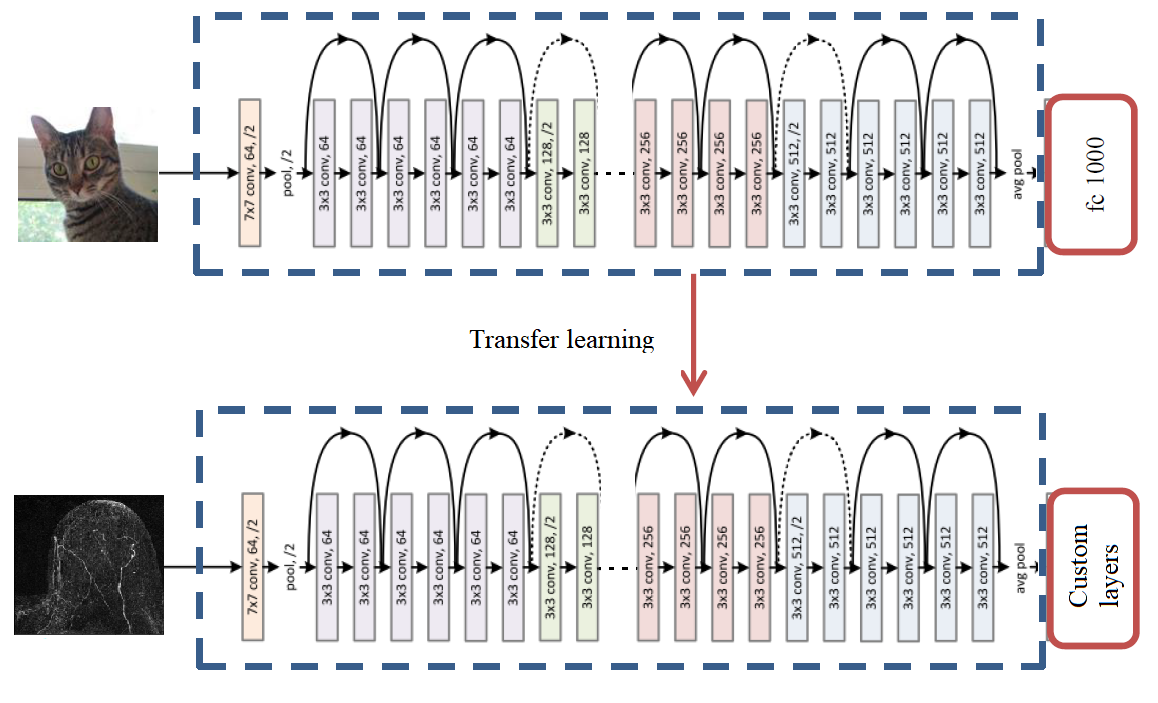 7x7 conv, 64, /2
pool, /2
3x3 conv, 64
3x3 conv, 64
3x3 conv, 64
3x3 conv, 64
3x3 conv, 64
3x3 conv, 64
3x3 conv, 128, /2
3x3 conv, 128
3x3 conv, 256
3x3 conv, 256
3x3 conv, 256
3x3 conv, 256
3x3 conv, 512, /2
3x3 conv, 512
3x3 conv, 512
3x3 conv, 512
3x3 conv, 512
3x3 conv, 512
avg pool
fc 1000
Transfer learning
7x7 conv, 64, /2
pool, /2
3x3 conv, 64
3x3 conv, 64
3x3 conv, 64
3x3 conv, 64
3x3 conv, 64
3x3 conv, 64
3x3 conv, 128, /2
3x3 conv, 128
3x3 conv, 256
3x3 conv, 256
3x3 conv, 256
3x3 conv, 256
3x3 conv, 512, /2
3x3 conv, 512
3x3 conv, 512
3x3 conv, 512
3x3 conv, 512
3x3 conv, 512
avg pool
Custom
layers